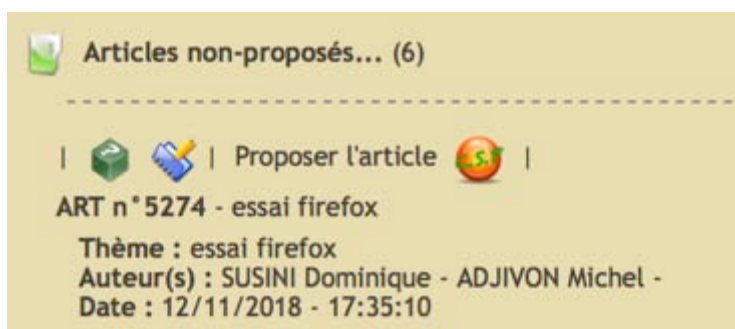 Articles non-proposés... (6)
| | Proposer l'article C.S.F |
ART n°5274 - essai firefox
Thème : essai firefox
Auteur(s) : SUSINI Dominique - ADJIVON Michel -
Date : 12/11/2018 - 17:35:10